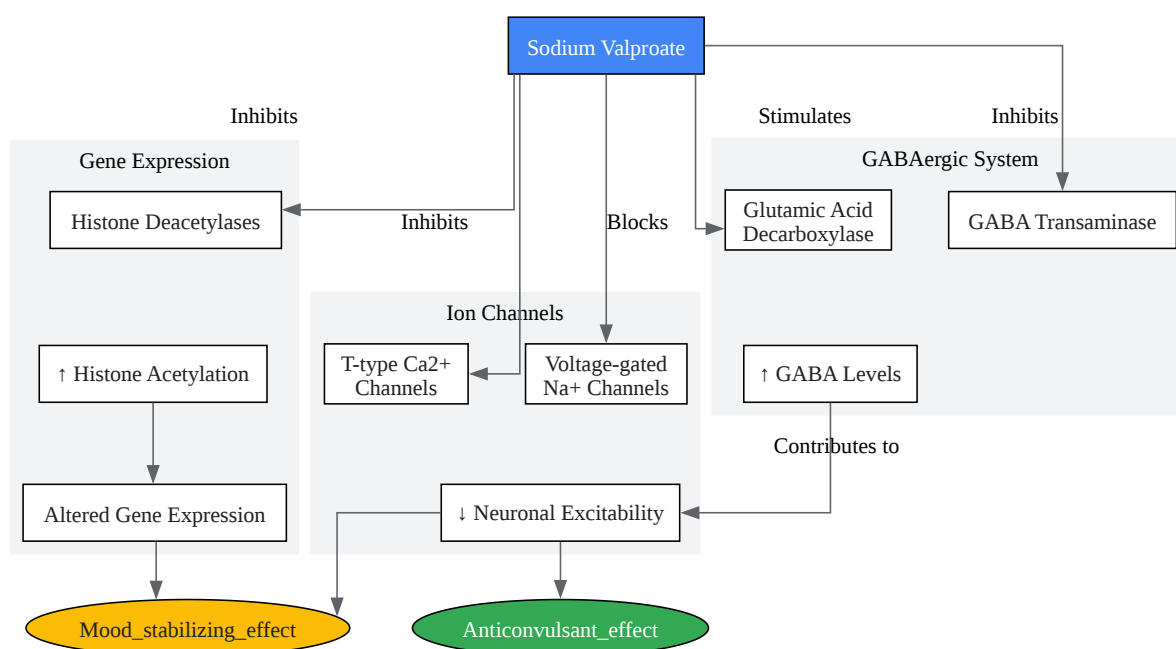 Sodium Valproate
Inhibits
Stimulates
Inhibits
Gene Expression
GABAergic System
Histone Deacetylases
Inhibits
Blocks
Glutamic Acid
Decarboxylase
GABA Transaminase
Ion Channels
↑ Histone Acetylation
T-type Ca2+
Channels
Voltage-gated
Na+ Channels
↑ GABA Levels
Contributes to
Altered Gene Expression
↓ Neuronal Excitability
Mood_stabilizing_effect
Anticonvulsant_effect